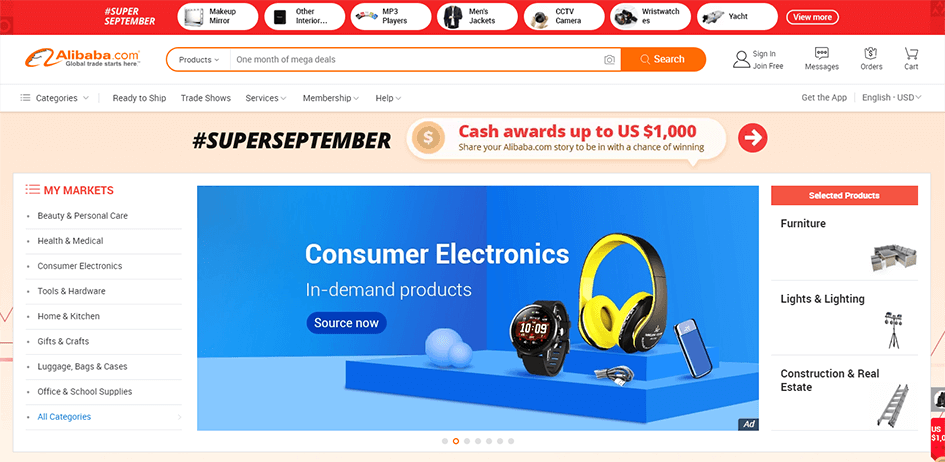 #SUPER
SEPTEMBER
Makeup
Mirror
Other
Interior...
MP3
Players
Men's
Jackets
CCTV
Camera
Wristwatch
es
Yacht
View more
Alibaba.com
Global trade starts here
Products
One month of mega deals
Search
Sign In
Join Free
Messages
Orders
Cart
Categories
Ready to Ship
Trade Shows
Services
Membership
Help
Get the App
English - USD
#SUPERSEPTEMBER
$
Cash awards up to US $1,000
Share your Alibaba.com story to be in with a chance of winning
MY MARKETS
Beauty & Personal Care
Health & Medical
Consumer Electronics
Tools & Hardware
Home & Kitchen
Gifts & Crafts
Luggage, Bags & Cases
Office & School Supplies
All Categories
Consumer Electronics
In-demand products
Source now
10:09
Ad
Selected Products
Furniture
Lights & Lighting
Construction & Real
Estate
US
$1,0